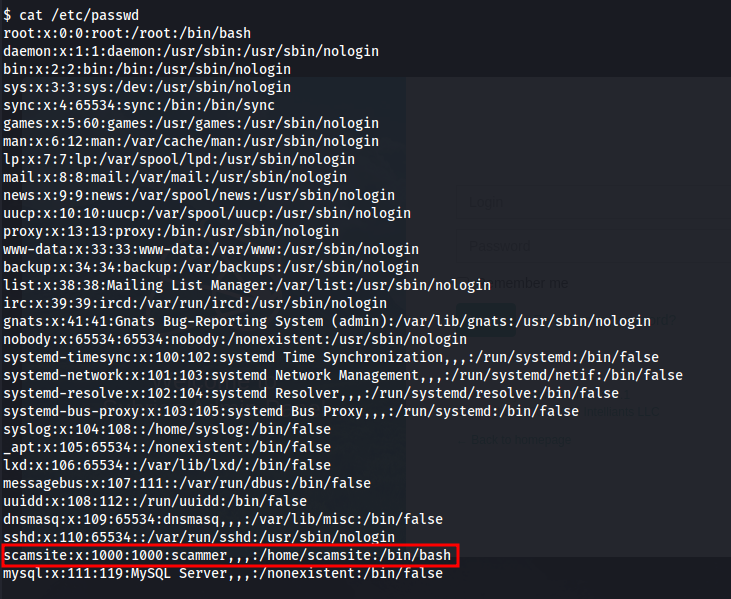 $ cat /etc/passwd
root:x:0:0:root:/root:/bin/bash
daemon:x:1:1:daemon:/usr/sbin:/usr/sbin/nologin
bin:x:2:2:bin:/bin:/usr/sbin/nologin
sys:x:3:3:sys:/dev:/usr/sbin/nologin
sync:x:4:65534:sync:/bin:/bin/sync
games:x:5:60:games:/usr/games:/usr/sbin/nologin
man:x:6:12:man:/var/cache/man:/usr/sbin/nologin
lp:x:7:7:lp:/var/spool/lpd:/usr/sbin/nologin
mail:x:8:8:mail:/var/mail:/usr/sbin/nologin
news:x:9:9:news:/var/spool/news:/usr/sbin/nologin
uucp:x:10:10:uucp:/var/spool/uucp:/usr/sbin/nologin
proxy:x:13:13:proxy:/bin:/usr/sbin/nologin
www-data:x:33:33:www-data:/var/www:/usr/sbin/nologin
backup:x:34:34:backup:/var/backups:/usr/sbin/nologin
list:x:38:38:Mailing List Manager:/var/list:/usr/sbin/nologin
irc:x:39:39:ircd:/var/run/ircd:/usr/sbin/nologin
gnats:x:41:41:Gnats Bug-Reporting System (admin):/var/lib/gnats:/usr/sbin/nologin
nobody:x:65534:65534:nobody:/nonexistent:/usr/sbin/nologin
systemd-timesync:x:100:102:systemd Time Synchronization,,,:/run/systemd:/bin/false
systemd-network:x:101:103:systemd Network Management,,,:/run/systemd/netif:/bin/false
systemd-resolve:x:102:104:systemd Resolver,,,:/run/systemd/resolve:/bin/false
systemd-bus-proxy:x:103:105:systemd Bus Proxy,,,:/run/systemd:/bin/false
syslog:x:104:108::/home/syslog:/bin/false
_apt:x:105:65534::/nonexistent:/bin/false
lxd:x:106:65534::/var/lib/lxd/:/bin/false
messagebus:x:107:111::/var/run/dbus:/bin/false
uuidd:x:108:112::/run/uuidd:/bin/false
dnsmasq:x:109:65534:dnsmasq,,,:/var/lib/misc:/bin/false
sshd:x:110:65534::/var/run/sshd:/usr/sbin/nologin
scamsite:x:1000:1000:scammer,,,:/home/scamsite:/bin/bash
mysql:x:111:119:MySQL Server,,,:/nonexistent:/bin/false